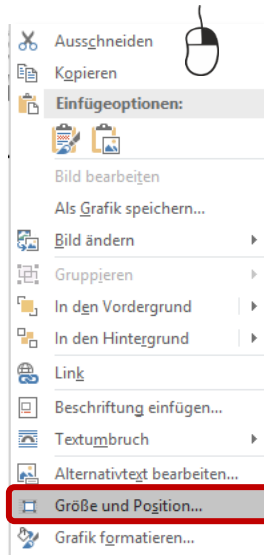 Ausschneiden
Kopieren
Einfügeoptionen:
Bild bearbeiten
Als Grafik speichern...
Bild ändern
Gruppieren
In den Vordergrund
In den Hintergrund
Link
Beschriftung einfügen...
Textumbruch
Alternativtext bearbeiten...
Größe und Position...
Grafik formatieren...